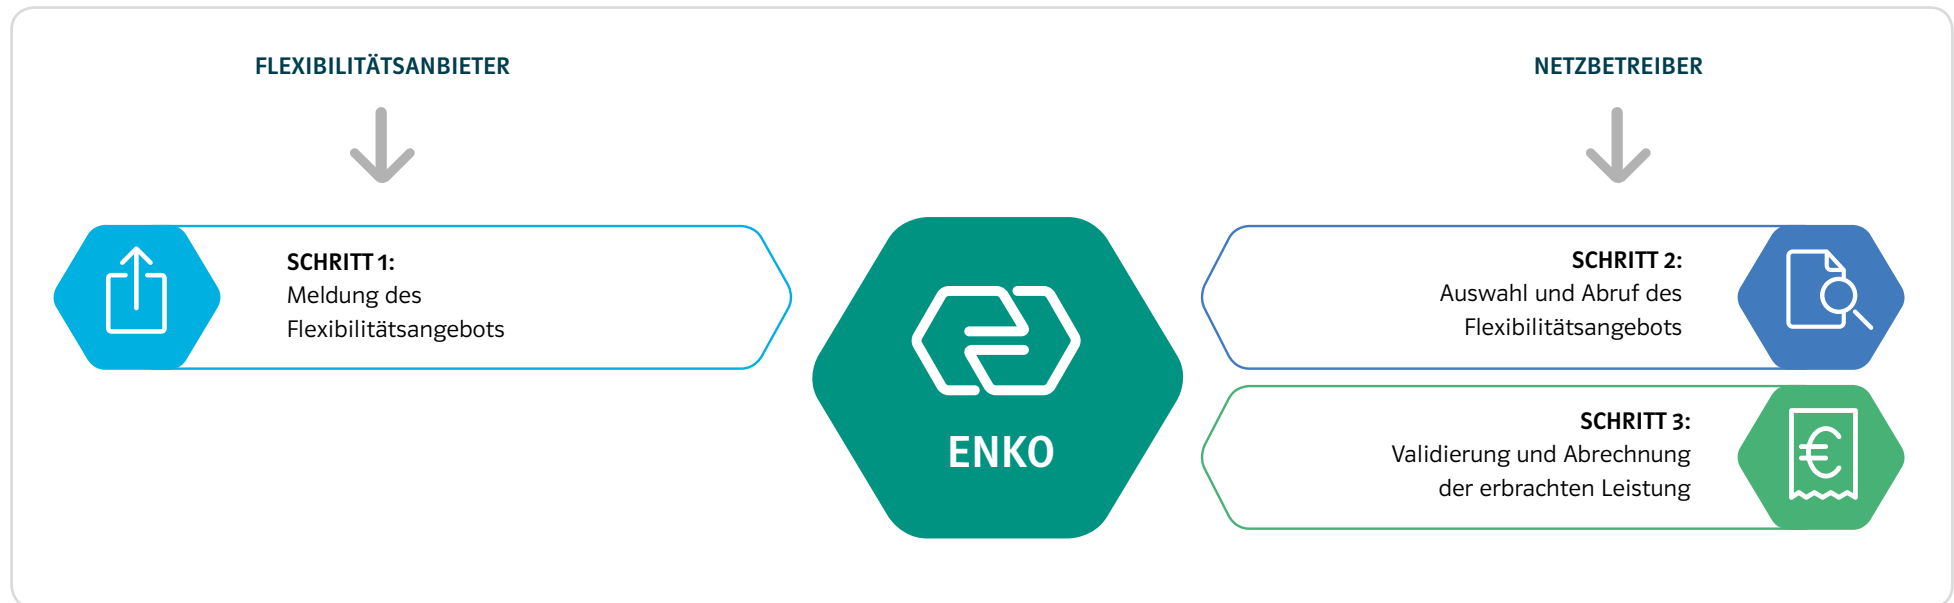 FLEXIBILITÄTSANBIETER
NETZBETREIBER
SCHRITT 1:
Meldung des
Flexibilitätsangebots
ENKO
SCHRITT 2:
Auswahl und Abruf des
Flexibilitätsangebots
SCHRITT 3:
Validierung und Abrechnung
der erbrachten Leistung